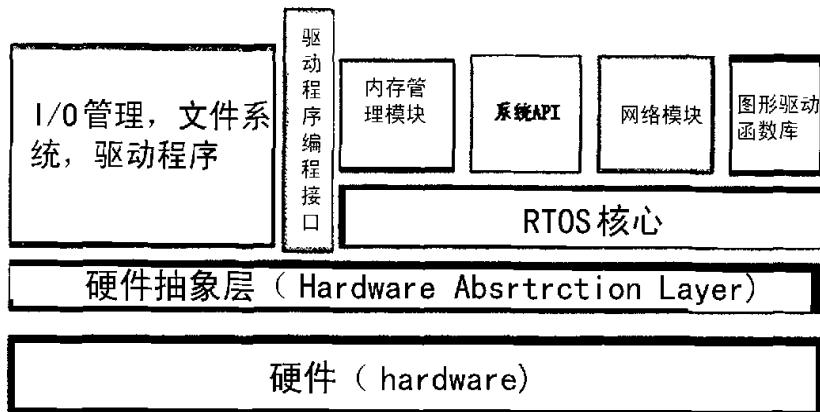 I/O管理，文件系
统，驱动程序
驱动程序编程接口
内存管
理模块
系统API
网络模块
图形驱动
函数库
RTOS核心
硬件抽象层（ Hardware Absrtrction Layer）
硬件（ hardware）